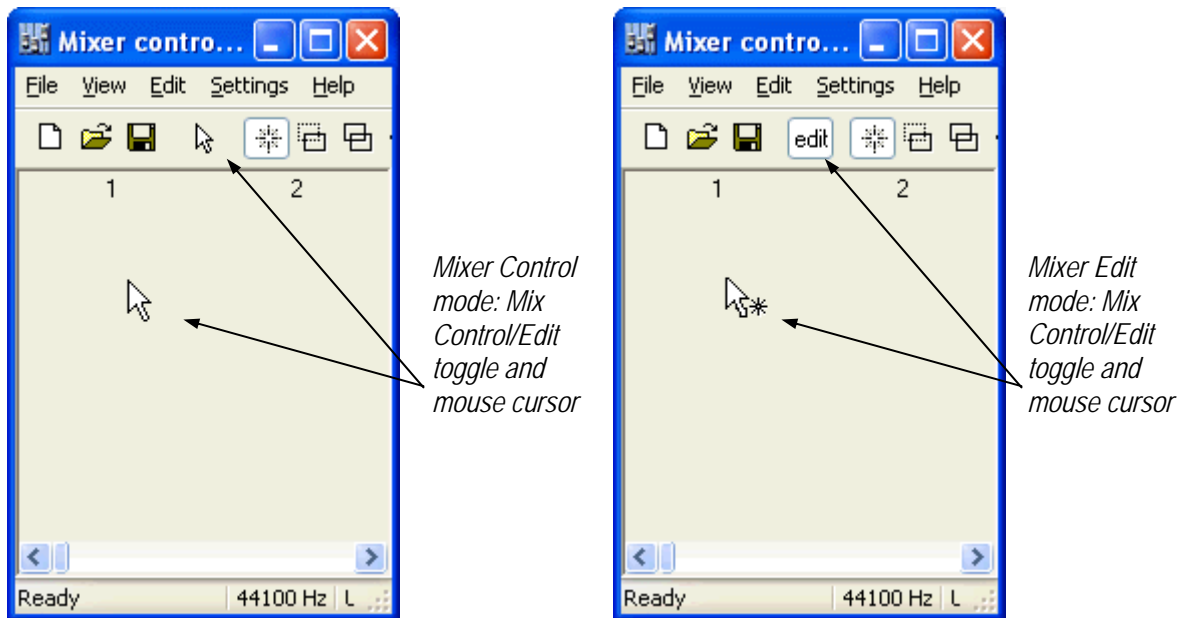 Mixer contro...
File View Edit Settings Help
1 2
Ready 44100 Hz L
Mixer Control
mode: Mix
Control/Edit
toggle and
mouse cursor
Mixer contro...
File View Edit Settings Help
edit
1 2
Ready 44100 Hz L
Mixer Edit
mode: Mix
Control/Edit
toggle and
mouse cursor